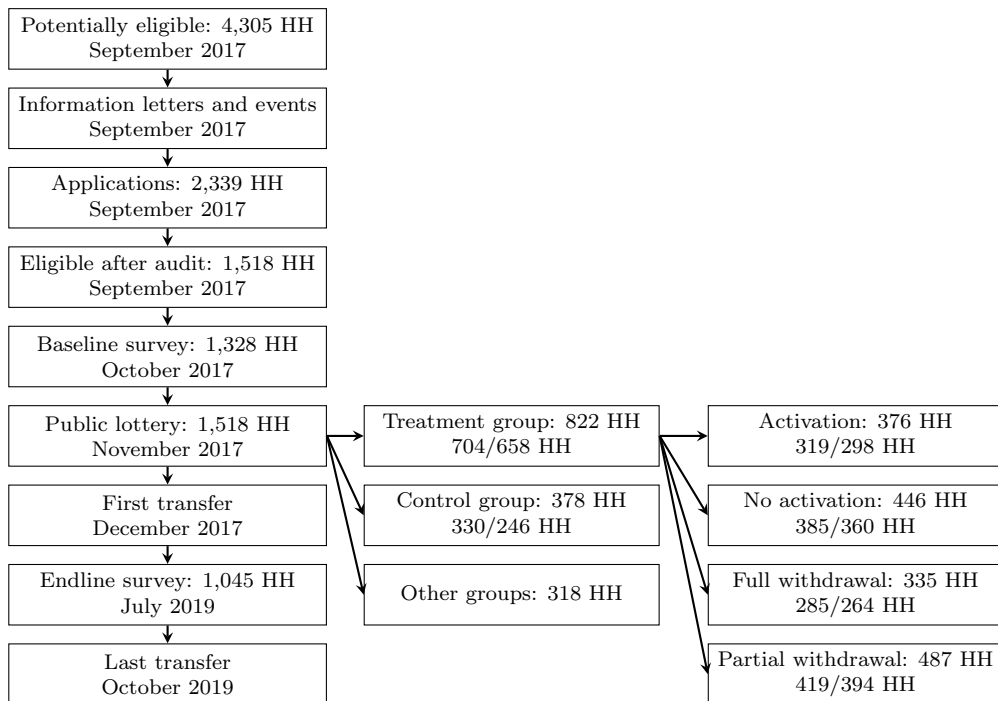 Potentially eligible: 4,305 HH
September 2017
Information letters and events
September 2017
Applications: 2,339 HH
September 2017
Eligible after audit: 1,518 HH
September 2017
Baseline survey: 1,328 HH
October 2017
Public lottery: 1,518 HH
November 2017
First transfer
December 2017
Endline survey: 1,045 HH
July 2019
Last transfer
October 2019
Treatment group: 822 HH
704/658 HH
Control group: 378 HH
330/246 HH
Other groups: 318 HH
Activation: 376 HH
319/298 HH
No activation: 446 HH
385/360 HH
Full withdrawal: 335 HH
285/264 HH
Partial withdrawal: 487 HH
419/394 HH